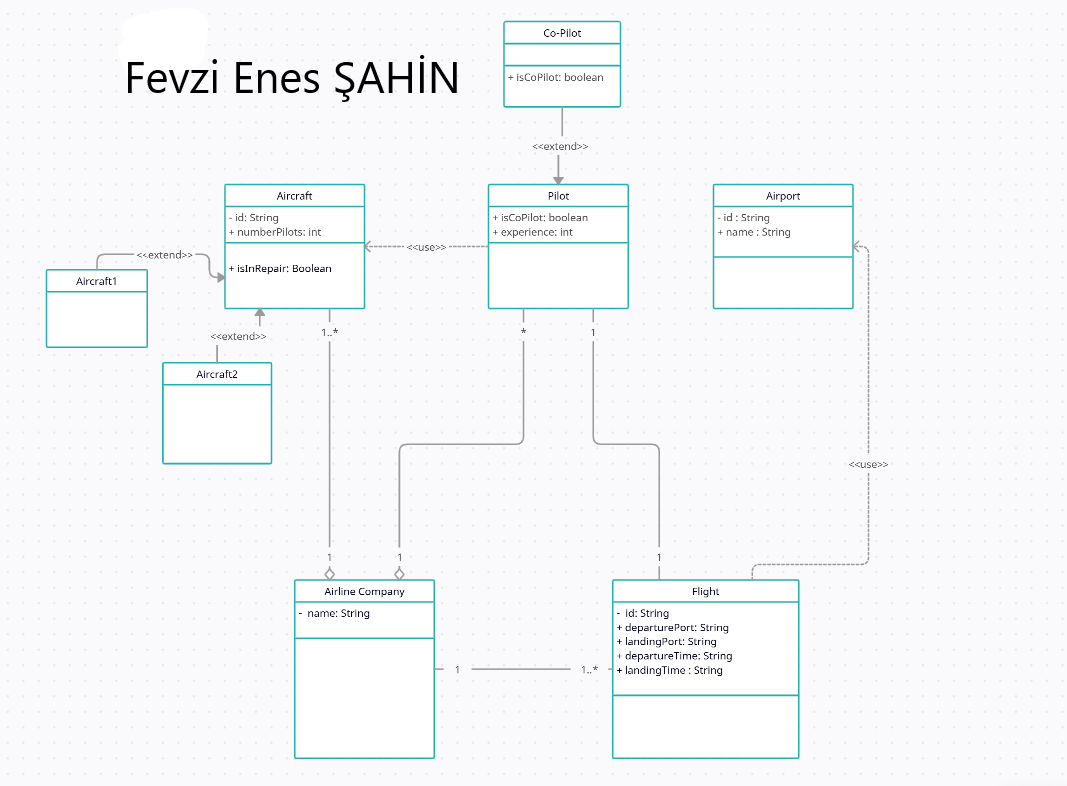 Fevzi Enes ŞAHİN
Co-Pilot
+ isCoPilot: boolean
<<extend>>
Aircraft
- id: String
+ numberPilots: int
+ isInRepair: Boolean
<<use>>
Pilot
+ isCoPilot: boolean
+ experience: int
Airport
- id : String
+ name : String
<<extend>>
Aircraft1
<<extend>>
Aircraft2
1..*
*
1
<<use>>
1
1
1
Airline Company
- name: String
1
1..*
Flight
- id: String
+ departurePort: String
+ landingPort: String
+ departureTime: String
+ landingTime : String